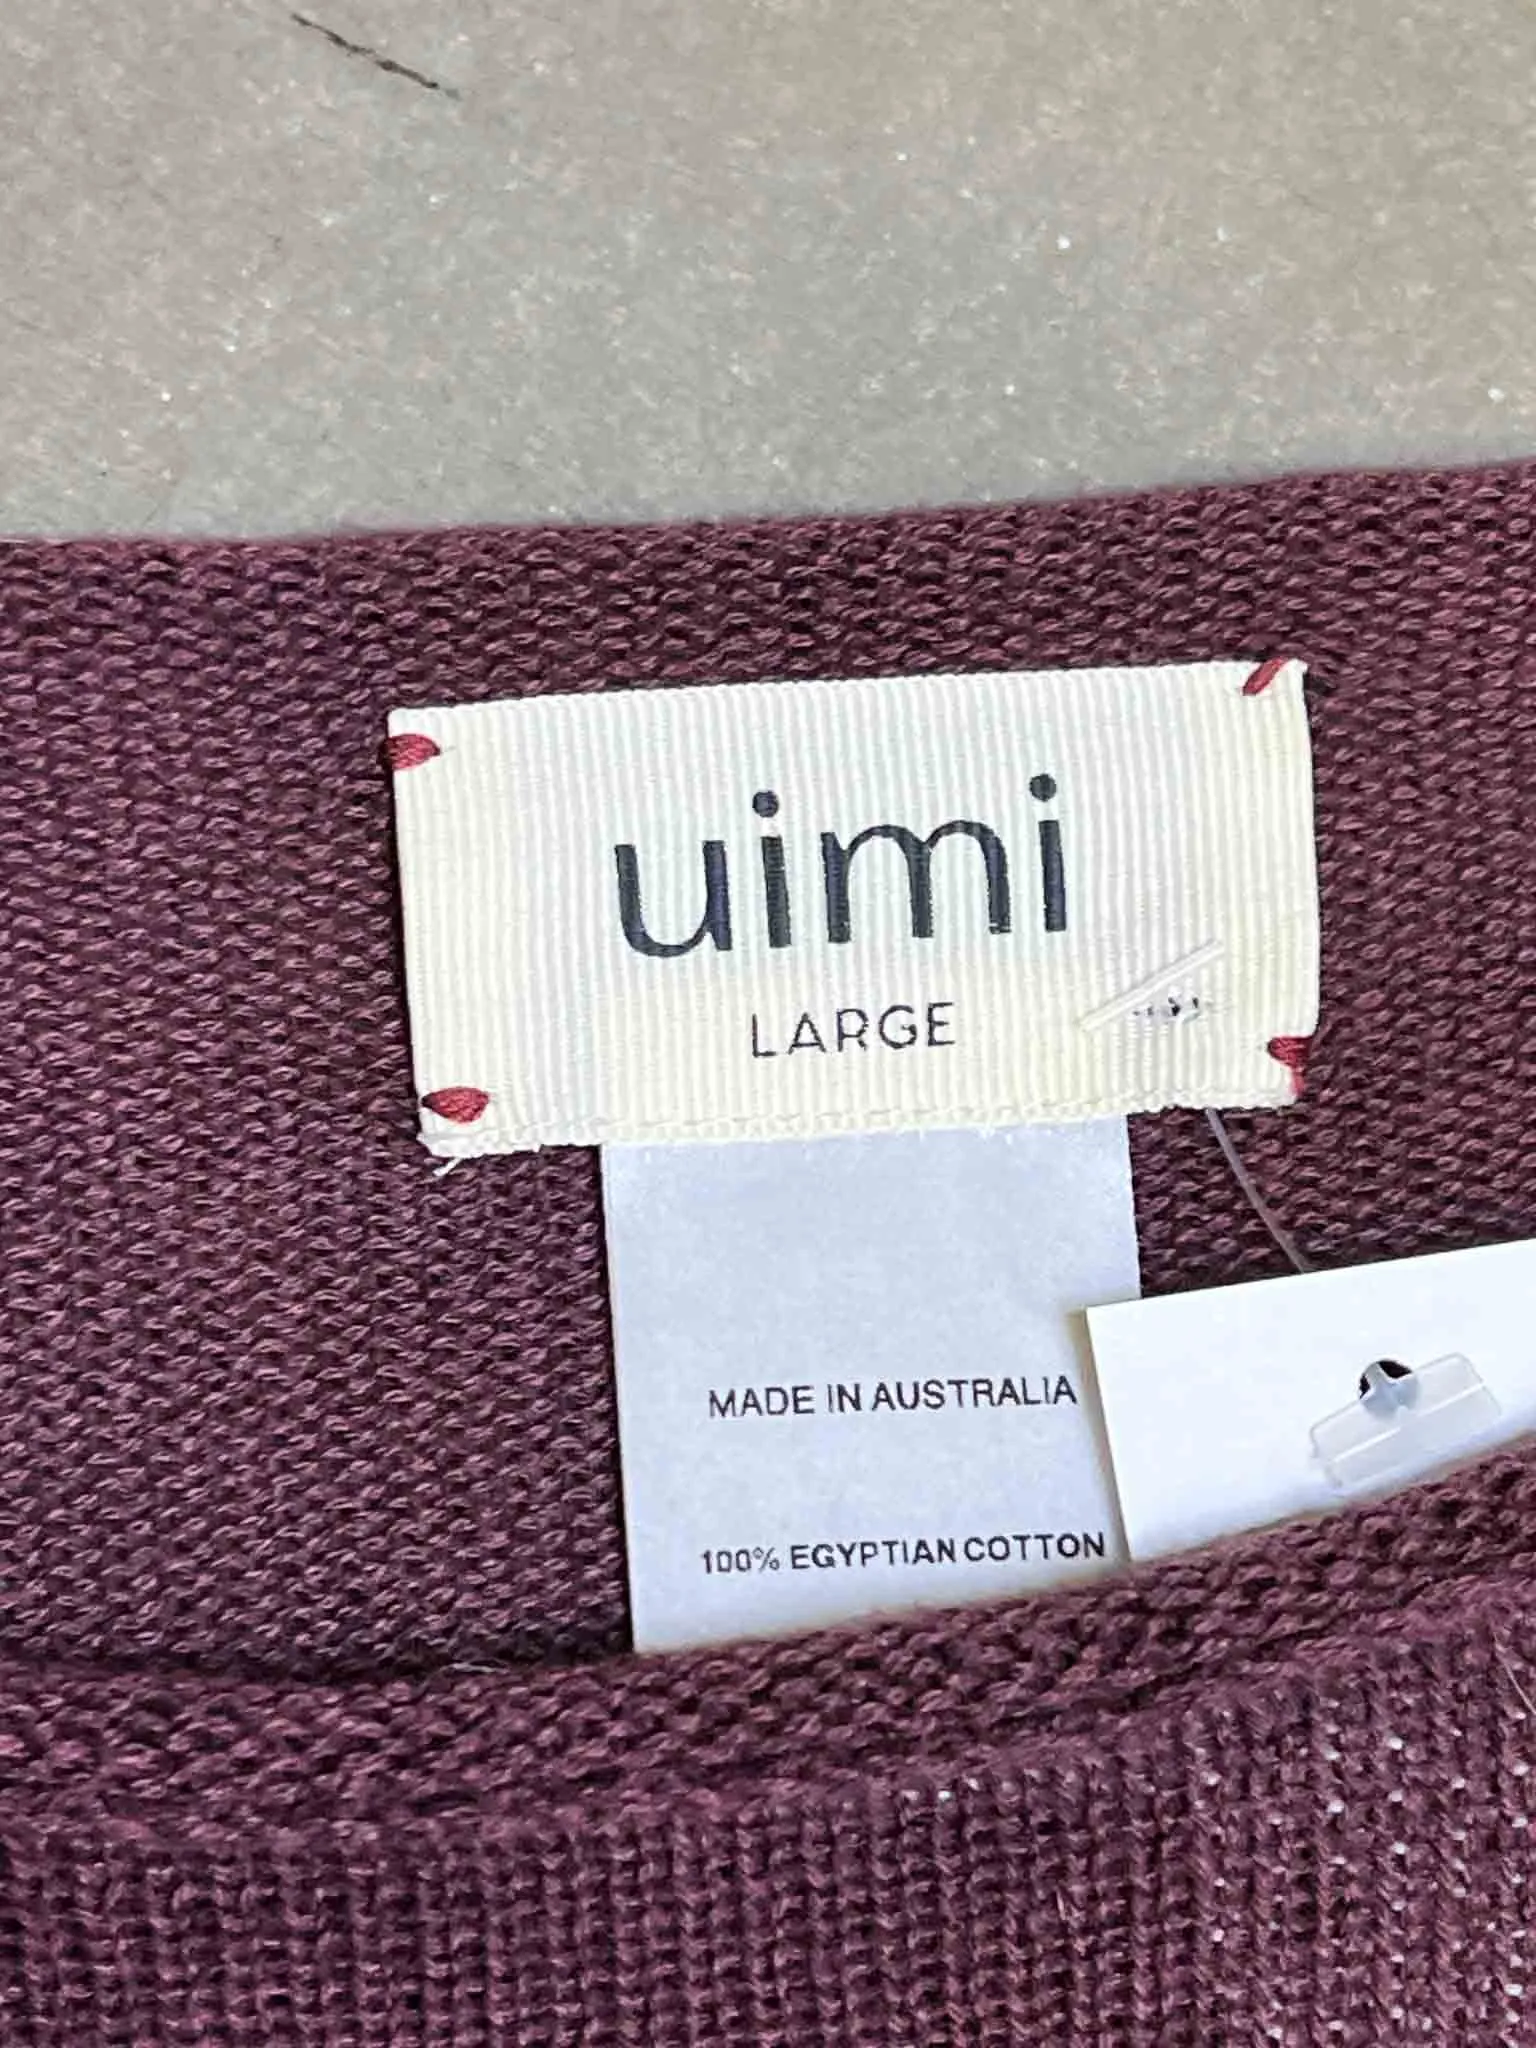 uimi
LARGE
MADE IN AUSTRALIA
100% EGYPTIAN COTTON